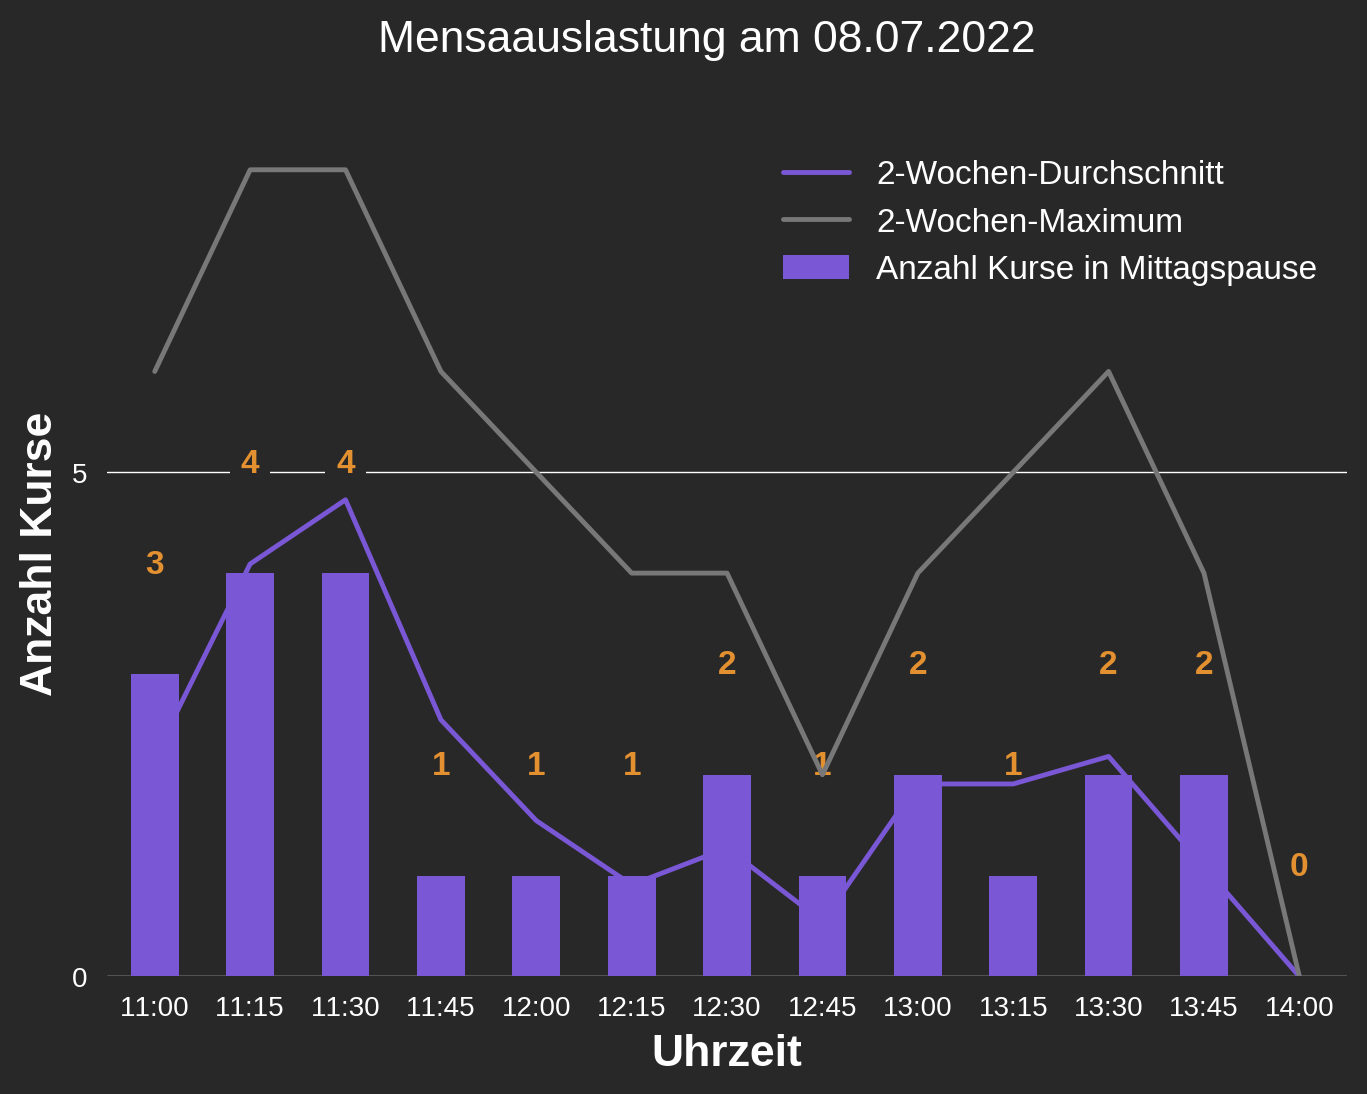 Mensaauslastung am 08.07.2022
2-Wochen-Durchschnitt
2-Wochen-Maximum
Anzahl Kurse in Mittagspause
Anzahl Kurse
5
0
3
4
4
1
1
1
2
1
2
1
2
2
0
11:00 11:15 11:30 11:45 12:00 12:15 12:30 12:45 13:00 13:15 13:30 13:45 14:00
Uhrzeit